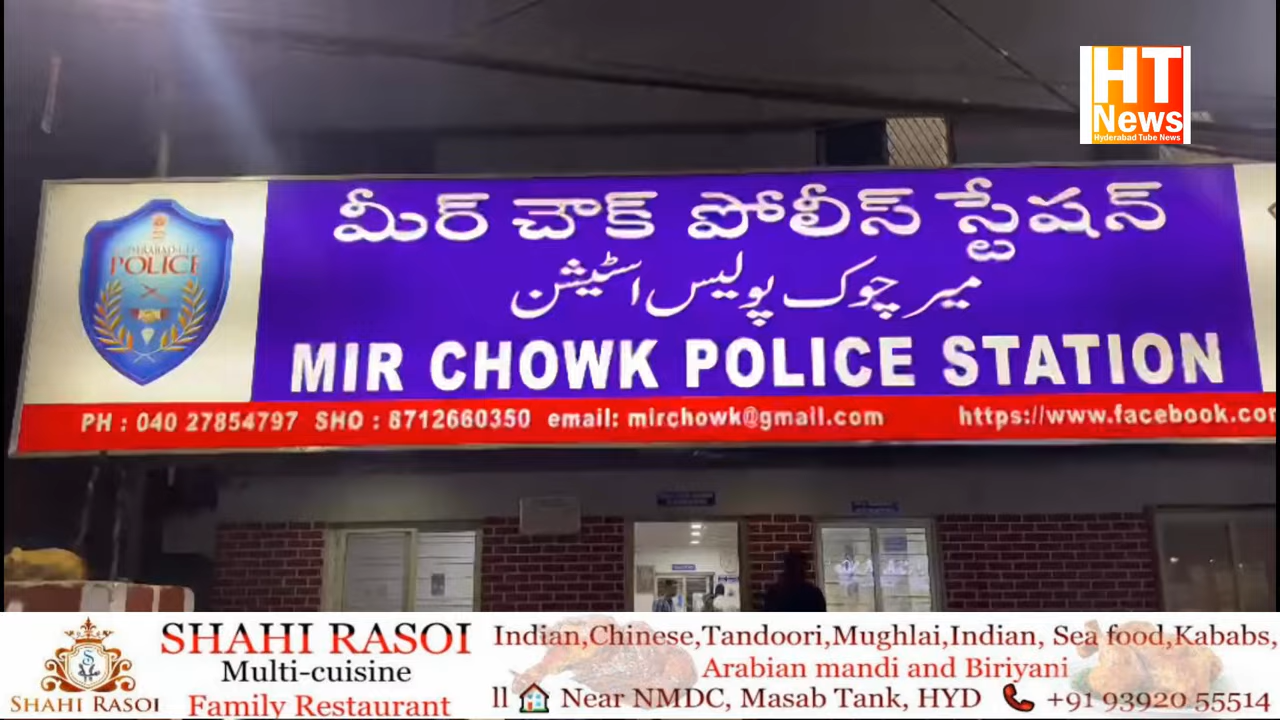 HT
News
Hyderabad Tube News
మీర్ చౌక్ పోలీస్ స్టేషన్
میر چوک پولیس اسٹیشن
MIR CHOWK POLICE STATION
POLICE
PH : 040 27854797 SHO : 8712660350 email: mirchowk@gmail.com https://www.facebook.com
SHAHI RASOI
Multi-cuisine
Family Restaurant
SHAHI RASOI
Indian,Chinese,Tandoori,Mughlai,Indian, Sea food,Kababs,
Arabian mandi and Biriyani
ll Near NMDC, Masab Tank, HYD +91 93920 55514